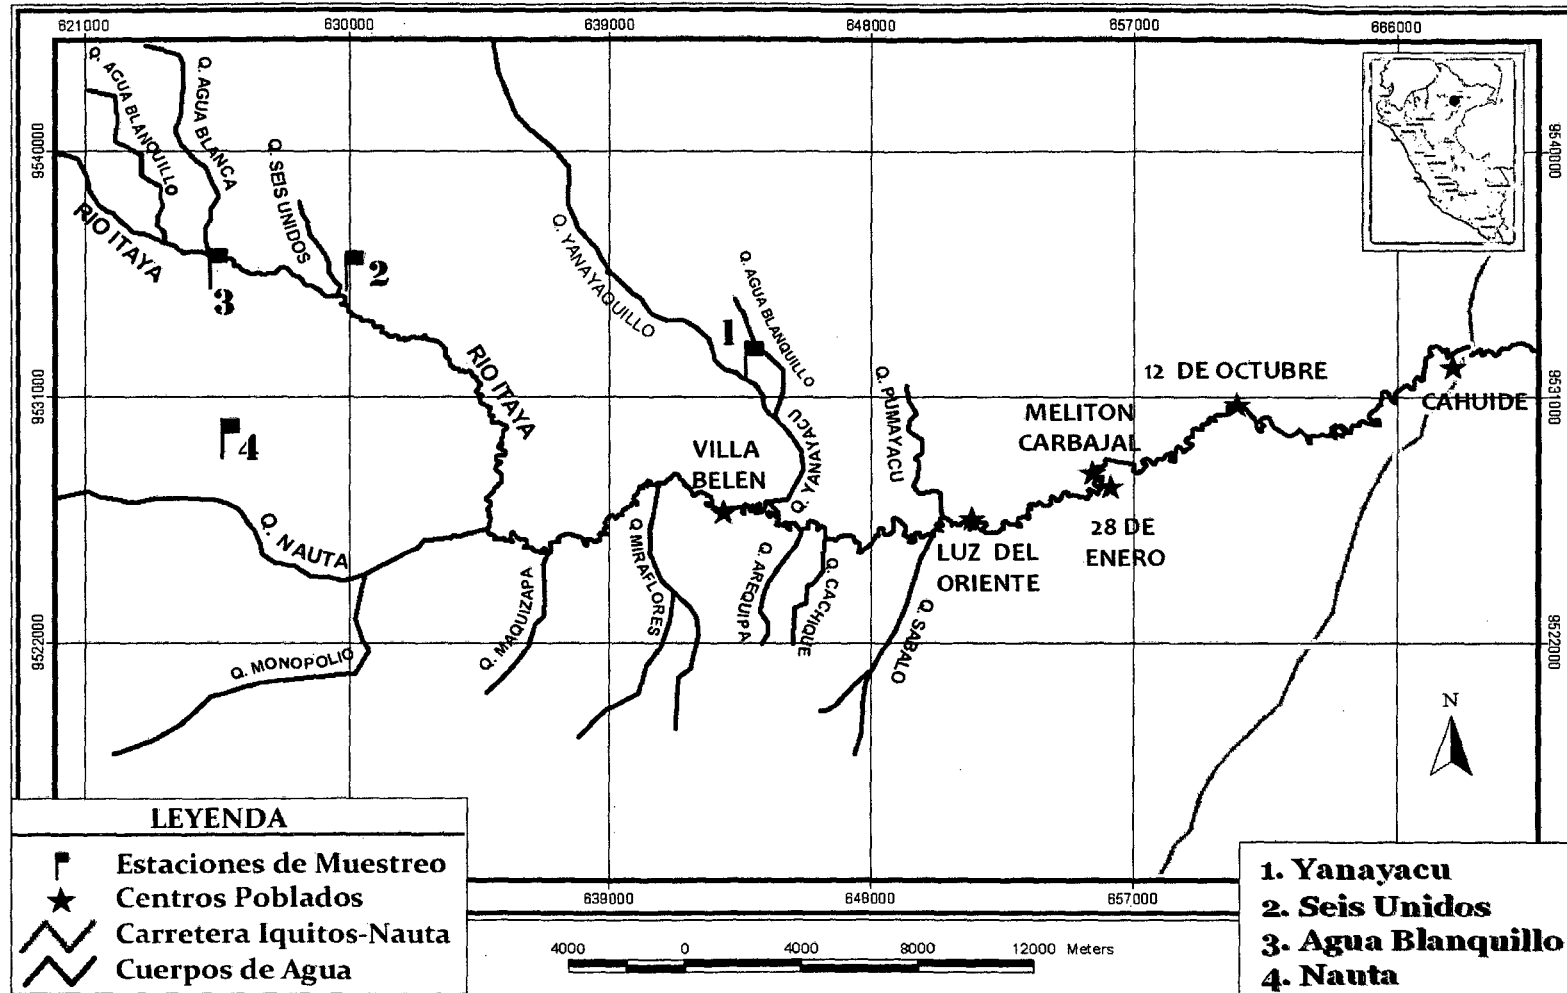 621000
630000
639000
648000
657000
666000
9540000
9540000
Q. AGUA BLANQUILLO
Q. AGUA BLANCA
Q. SEIS UNIDOS
RIO ITAYA
3
2
Q. YANAYAQUILLO
Q. AGUA BLANQUILLO
1
RIO ITAYA
Q. PUMAYACU
12 DE OCTUBRE
9531000
9531000
MELITON
CARBAJAL
CAHUIDE
4
VILLA
BELEN
Q. YANAYACU
Q. NAUTA
Q. MAQUIZAPA
Q. MIRAFLORES
Q. AREQUIPA
Q. CACHIQUE
LUZ DEL
ORIENTE
28 DE
ENERO
Q. SABALO
9522000
9522000
Q. MONOPOLIO
N
LEYENDA
Estaciones de Muestreo
Centros Poblados
Carretera Iquitos-Nauta
Cuerpos de Agua
639000
648000
657000
666000
4000 0 4000 8000 12000 Meters
1. Yanayacu
2. Seis Unidos
3. Agua Blanquillo
4. Nauta